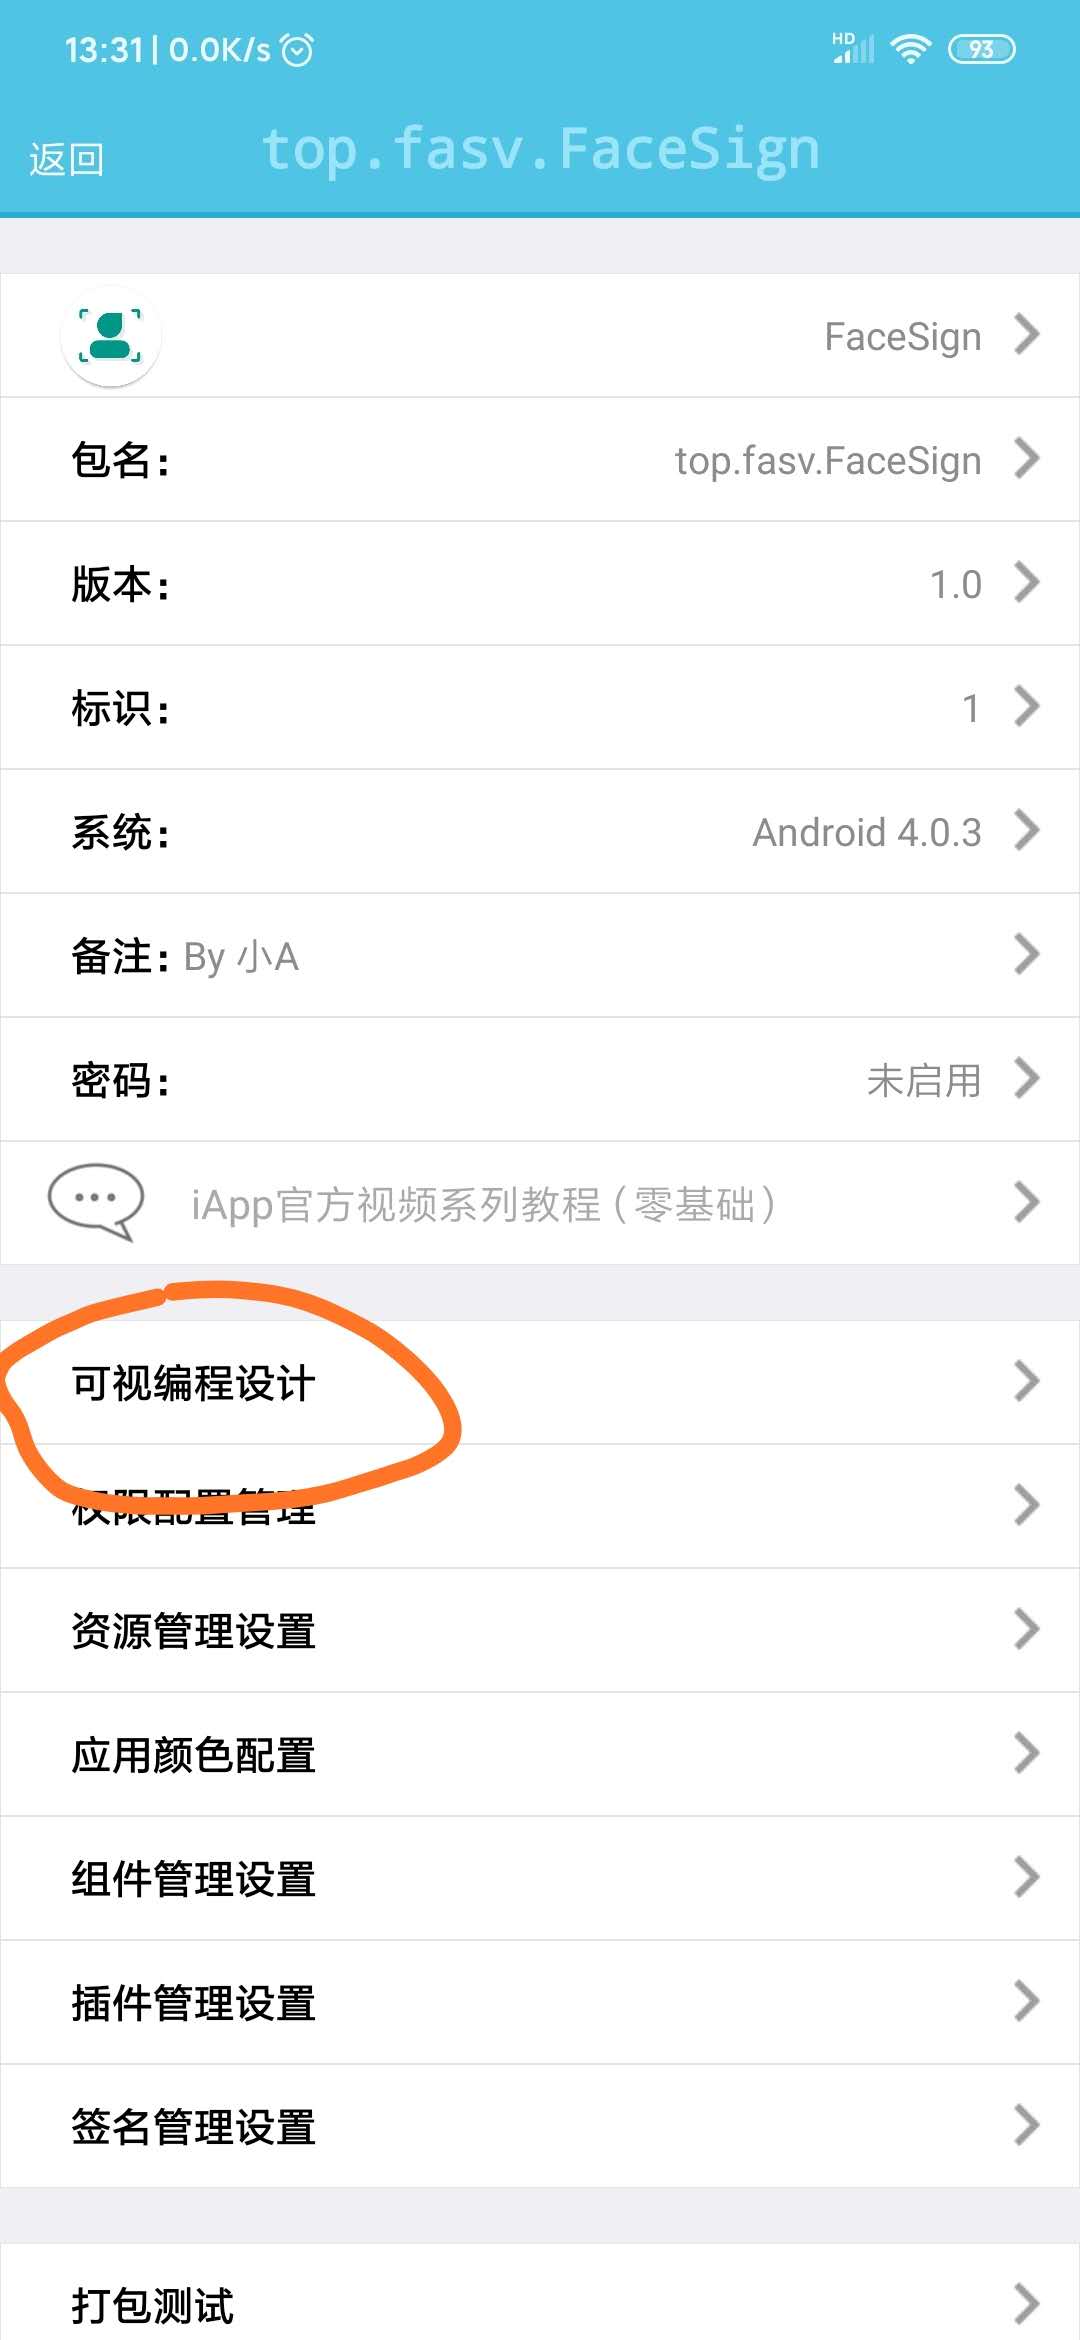 13:31 | 0.0K/s
HD
93
返回
top.fasv.FaceSign
FaceSign
包名：
top.fasv.FaceSign
版本：
1.0
标识：
1
系统：
Android 4.0.3
备注：By 小A
密码：
未启用
iApp官方视频系列教程（零基础）
可视编程设计
权限配置管理
资源管理设置
应用颜色配置
组件管理设置
插件管理设置
签名管理设置
打包测试